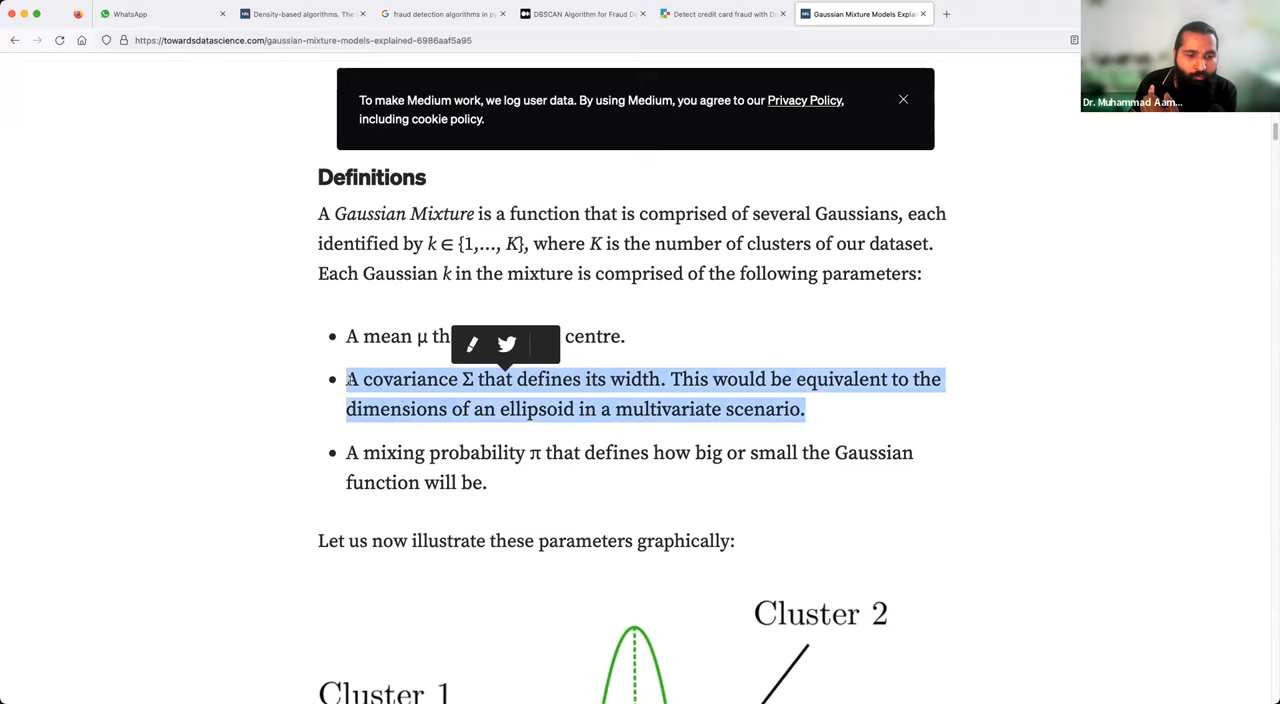 WhatsApp
Density-based algorithms. The
fraud detection algorithms in p
DBSCAN Algorithm for Fraud D
Detect credit card fraud with D
Gaussian Mixture Models Expla
https://towardsdatascience.com/gaussian-mixture-models-explained-6986aaf5a95
Dr. Muhammad Aam...
To make Medium work, we log user data. By using Medium, you agree to our Privacy Policy,
including cookie policy.
Definitions
A Gaussian Mixture is a function that is comprised of several Gaussians, each
identified by k ∈ {1,..., K}, where K is the number of clusters of our dataset.
Each Gaussian k in the mixture is comprised of the following parameters:
• A mean μ th centre.
• A covariance Σ that defines its width. This would be equivalent to the
dimensions of an ellipsoid in a multivariate scenario.
• A mixing probability π that defines how big or small the Gaussian
function will be.
Let us now illustrate these parameters graphically:
Cluster 2
Cluster 1